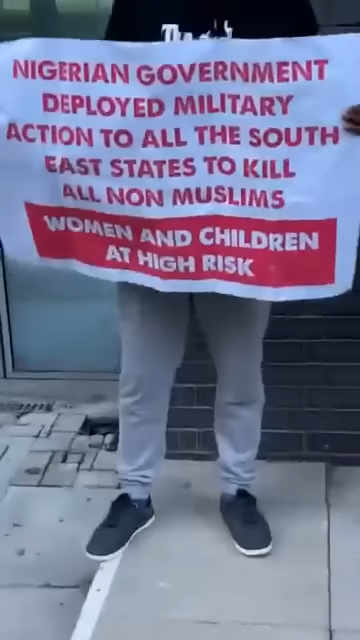 NIGERIAN GOVERNMENT
DEPLOYED MILITARY
ACTION TO ALL THE SOUTH
EAST STATES TO KILL
ALL NON MUSLIMS
WOMEN AND CHILDREN
AT HIGH RISK